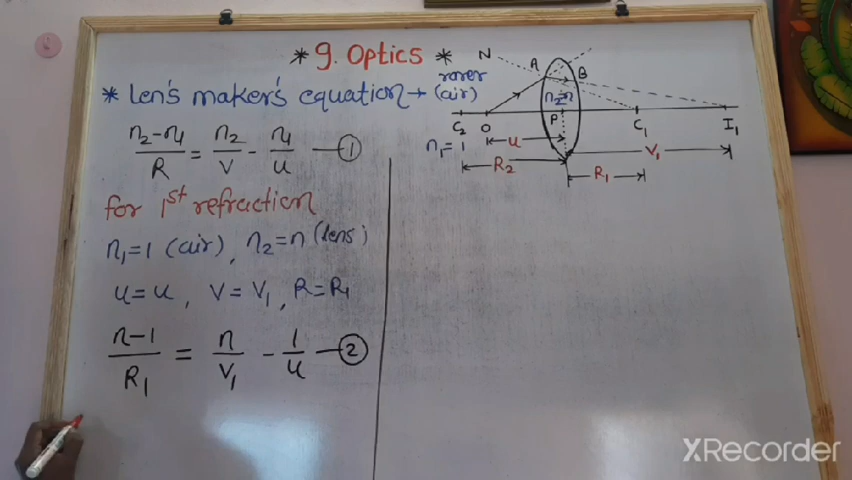 * 9. Optics *
* Len's maker's equation → rarer (air)
n₂-n₁/R = n₂/V - n₁/u —①
for 1st refraction
n₁=1 (air), n₂=n (lens)
u=u, V=V₁, R=R₁
n-1/R₁ = n/V₁ - 1/u —②
N A B
n₂=n
C₂ O P C₁ I₁
n₁=1
u
V₁
R₂
R₁
XRecorder